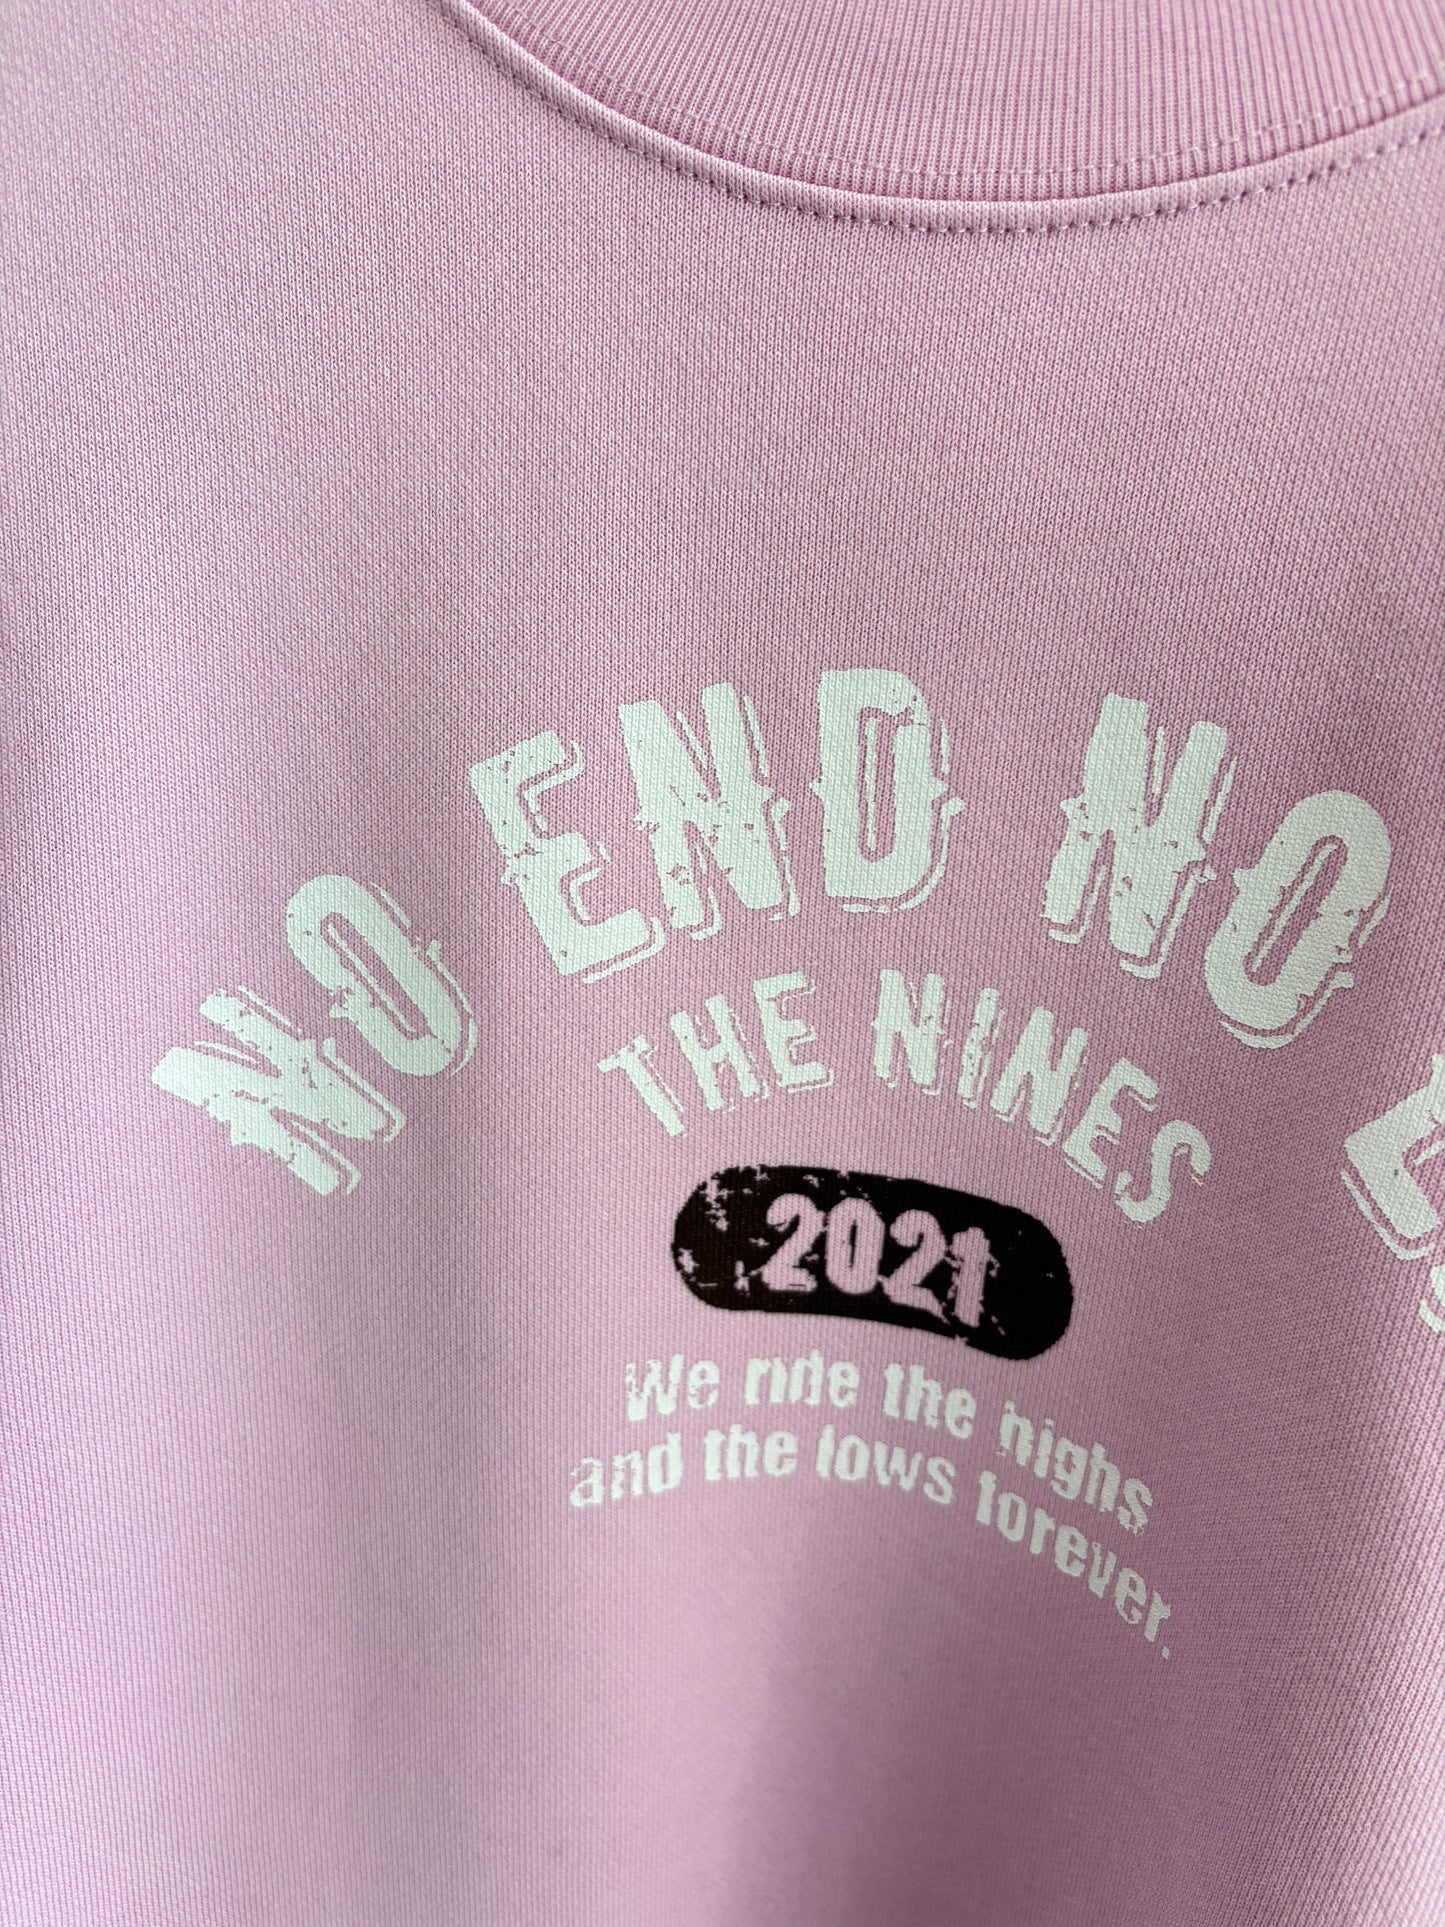 NO END NO
THE NINES
2021
We ride the highs
and the lows forever.